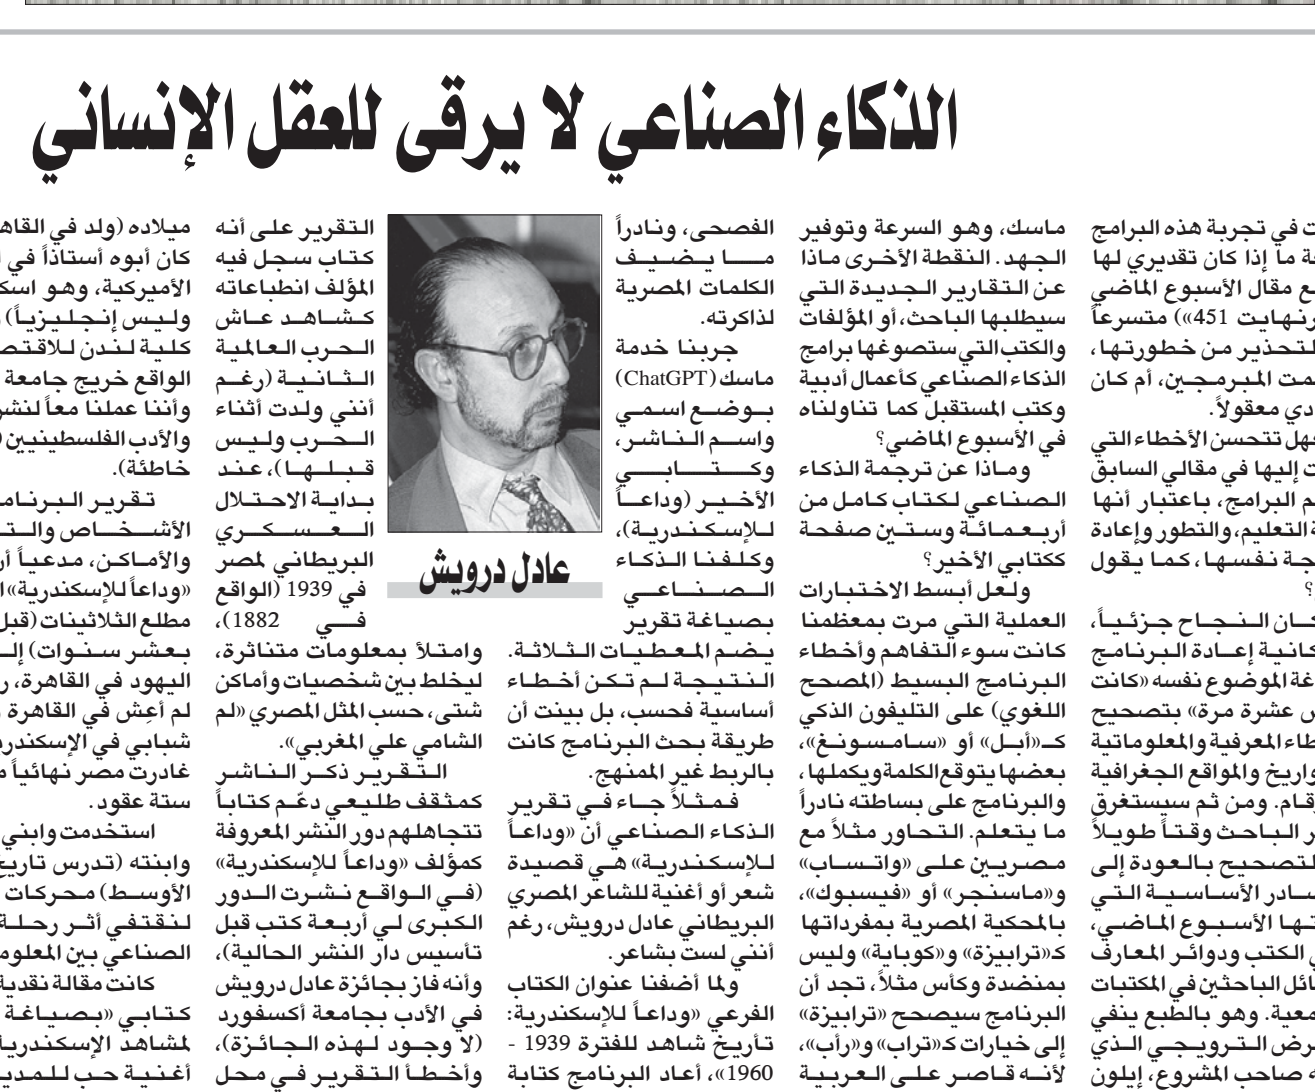 الذكاء الصناعي لا يرقى للعقل الإنساني
في تجربة هذه البرامج
ما إذا كان تقديري لها
مقال الأسبوع الماضي
451») متسرعاً
من خطورتها،
المبرمجين، أم كان
معقولاً.
تتحسن الأخطاء التي
إليها في مقالي السابق
البرامج، باعتبار أنها
التعليم، والتطور وإعادة
نفسها، كما يقول
؟
النجاح جزئياً،
إعادة البرنامج
الموضوع نفسه «كانت
عشرة مرة» بتصحيح
المعرفية والمعلوماتية
والمواقع الجغرافية
ومن ثم سيستغرق
الباحث وقتاً طويلاً
بالعودة إلى
الأساسية التي
الأسبوع الماضي،
الكتب ودوائر المعارف
الباحثين في المكتبات
وهو بالطبع ينفي
الترويجي الذي
صاحب المشروع، إيلون
ماسك، وهو السرعة وتوفير
الجهد. النقطة الأخرى ماذا
عن التقارير الجديدة التي
سيطلبها الباحث، أو المؤلفات
والكتب التي ستصوغها برامج
الذكاء الصناعي كأعمال أدبية
وكتب المستقبل كما تناولناه
في الأسبوع الماضي؟
وماذا عن ترجمة الذكاء
الصناعي لكتاب كامل من
أربعمائة وستين صفحة
ككتابي الأخير؟
ولعل أبسط الاختبارات
العملية التي مرت بمعظمنا
كانت سوء التفاهم وأخطاء
البرنامج البسيط (المصحح
اللغوي) على التليفون الذكي
كـ«أبل» أو «سامسونغ»،
بعضها يتوقع الكلمة ويكملها،
والبرنامج على بساطته نادراً
ما يتعلم. التحاور مثلاً مع
مصريين على «واتساب»
و«ماسنجر» أو «فيسبوك»،
بالمحكية المصرية بمفرداتها
كـ«ترابيزة» و«كوباية» وليس
بمنضدة وكأس مثلاً، تجد أن
البرنامج سيصحح «ترابيزة»
إلى خيارات كـ«تراب» و«رأب»،
لأنه قاصر على العربية
الفصحى، ونادراً
ما يضيف
الكلمات المصرية
لذاكرته.
جربنا خدمة
ماسك (ChatGPT)
بوضع اسمي
واسم الناشر،
وكتابي
الأخير (وداعاً
للإسكندرية)،
وكلفنا الذكاء
الصناعي
بصياغة تقرير
يضم المعطيات الثلاثة.
النتيجة لم تكن أخطاء
أساسية فحسب، بل بينت أن
طريقة بحث البرنامج كانت
بالربط غير الممنهج.
فمثلاً جاء في تقرير
الذكاء الصناعي أن «وداعاً
للإسكندرية» هي قصيدة
شعر أو أغنية للشاعر المصري
البريطاني عادل درويش، رغم
أنني لست بشاعر.
ولما أضفنا عنوان الكتاب
الفرعي «وداعاً للإسكندرية:
تأريخ شاهد للفترة 1939 -
1960»، أعاد البرنامج كتابة
عادل درويش
التقرير على أنه
كتاب سجل فيه
المؤلف انطباعاته
كشاهد عاش
الحرب العالمية
الثانية (رغم
أنني ولدت أثناء
الحرب وليس
قبلها)، عند
بداية الاحتلال
العسكري
البريطاني لمصر
في 1939 (الواقع
في 1882)،
وامتلأ بمعلومات متناثرة،
ليخلط بين شخصيات وأماكن
شتى، حسب المثل المصري «لم
الشامي علي المغربي».
التقرير ذكر الناشر
كمثقف طليعي دعّم كتاباً
تتجاهلهم دور النشر المعروفة
كمؤلف «وداعاً للإسكندرية»
(في الواقع نشرت الدور
الكبرى لي أربعة كتب قبل
تأسيس دار النشر الحالية)،
وأنه فاز بجائزة عادل درويش
في الأدب بجامعة أكسفورد
(لا وجود لهذه الجائزة)،
وأخطأ التقرير في محل
ميلاده (ولد في
كان أبوه أستاذاً في
الأميركية، وهو
وليس إنجليزياً)
كلية لندن
الواقع خريج جامعة
وأننا عملنا معاً
والأدب الفلسطينيين
خاطئة).
تقرير
الأشخاص
والأماكن، مدعياً
«وداعاً للإسكندرية»
مطلع الثلاثينات (قبل
بعشر سنوات)
اليهود في القاهرة،
لم أعِش في القاهرة
شبابي في
غادرت مصر نهائياً
ستة عقود.
استخدمت وابني
وابنته (تدرس
الأوسط) محركات
لنقتفي أثر
الصناعي بين
كانت مقالة نقدية
كتابي «بصياغة
لمشاهد
أغنية حب